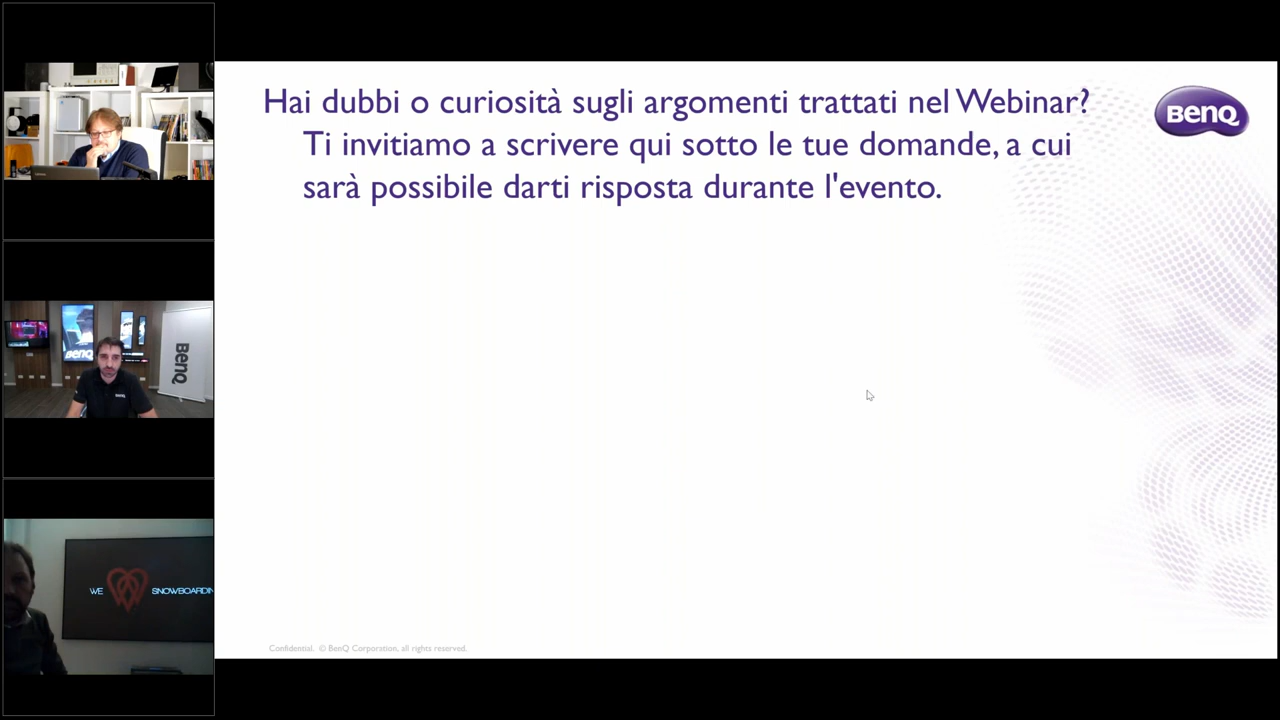 Hai dubbi o curiosità sugli argomenti trattati nel Webinar?
Ti invitiamo a scrivere qui sotto le tue domande, a cui
sarà possibile darti risposta durante l'evento.
BenQ
BenQ
BenQ
WE
SNOWBOARDIN
Confidential. © BenQ Corporation, all rights reserved.